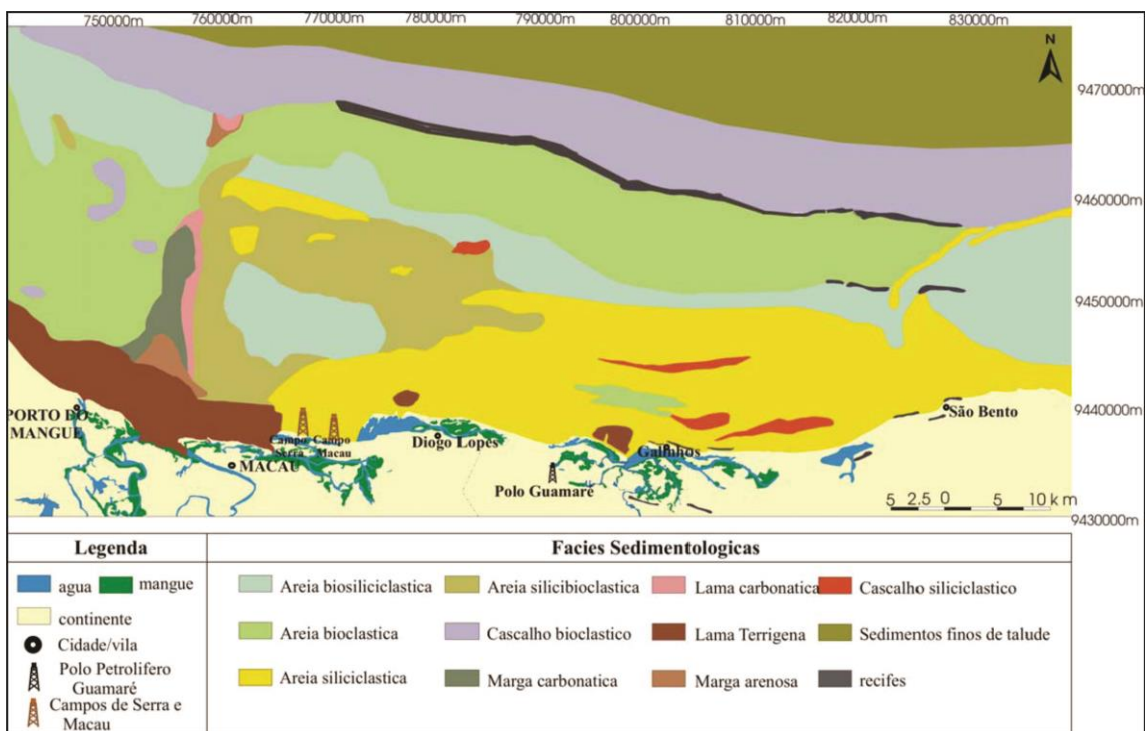 750000m 760000m 770000m 780000m 790000m 800000m 810000m 820000m 830000m
N
9470000m
9460000m
9450000m
9440000m
9430000m
PORTO DO
MANGUE
MACAU
Campo
Serra
Campo
Macau
Diogo Lopes
Polo Guamaré
Galinhos
São Bento
5 2.5 0 5 10 km
Legenda
agua mangue
continente
Cidade/vila
Polo Petrolifero
Guamaré
Campos de Serra e
Macau
Facies Sedimentologicas
Areia biosiliciclastica Areia silicibioclastica Lama carbonatica Cascalho siliciclastico
Areia bioclastica Cascalho bioclastico Lama Terrigena Sedimentos finos de talude
Areia siliciclastica Marga carbonatica Marga arenosa recifes